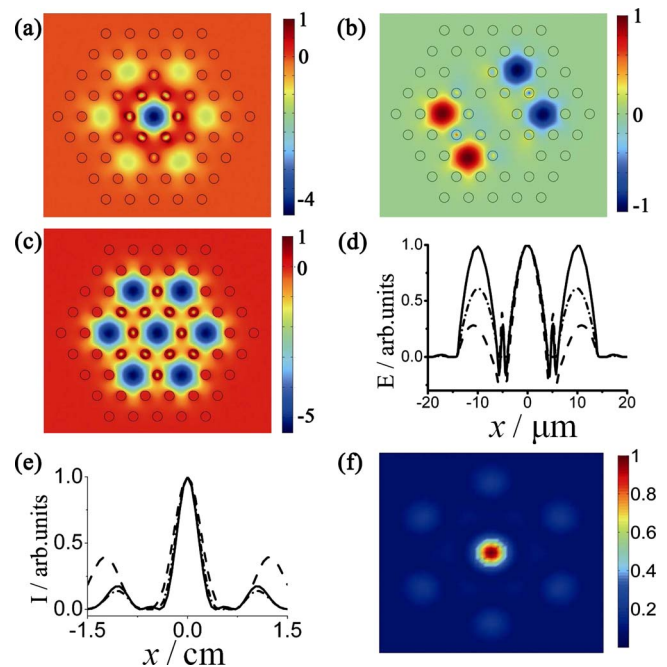 (a)
1
0
-4
(b)
1
0
-1
(c)
1
0
-5
(d)
E / arb.units
1.0
0.5
0.0
-20 -10 0 10 20
x / μm
(e)
I / arb.units
1.0
0.5
0.0
-1.5 0.0 1.5
x / cm
(f)
1
0.8
0.6
0.4
0.2